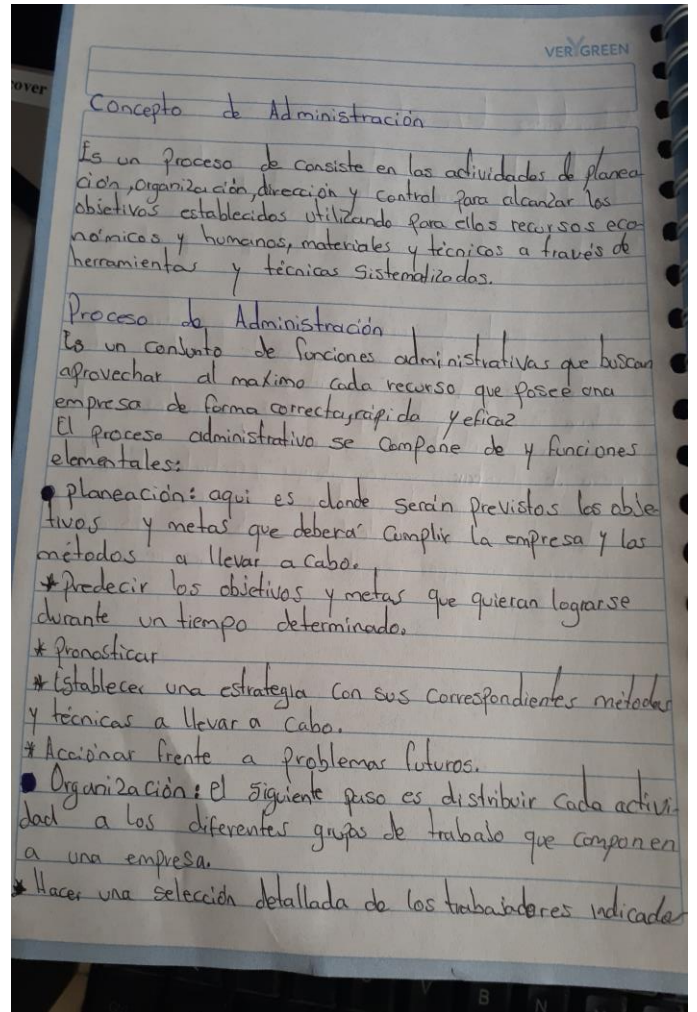 VERYGREEN
over
Concepto de Administración
Es un Proceso de consiste en las actividades de planea
ción, organización, dirección y control para alcanzar los
objetivos establecidos utilizando para ellos recursos eco-
nómicos y humanos, materiales y técnicos a través de
herramientas y técnicas sistematizadas.
Proceso de Administración
Es un conjunto de funciones administrativas que buscan
aprovechar al maximo cada recurso que posee una
empresa de forma correcta, rápida y eficaz
El proceso administrativo se compone de y funciones
elementales:
• planeación: aqui es donde serán previstos los obje-
tivos y metas que deberá cumplir la empresa y las
métodos a llevar a cabo.
* Predecir los objetivos y metas que quieran lograrse
durante un tiempo determinado.
* Pronosticar
* Establecer una estrategia con sus correspondientes métodos
y técnicas a llevar a cabo.
* Accionar frente a problemas futuros.
• Organización: el siguiente paso es distribuir cada activi-
dad a los diferentes grupos de trabajo que componen
a una empresa.
* Hacer una selección detallada de los trabajadores indicados
B N